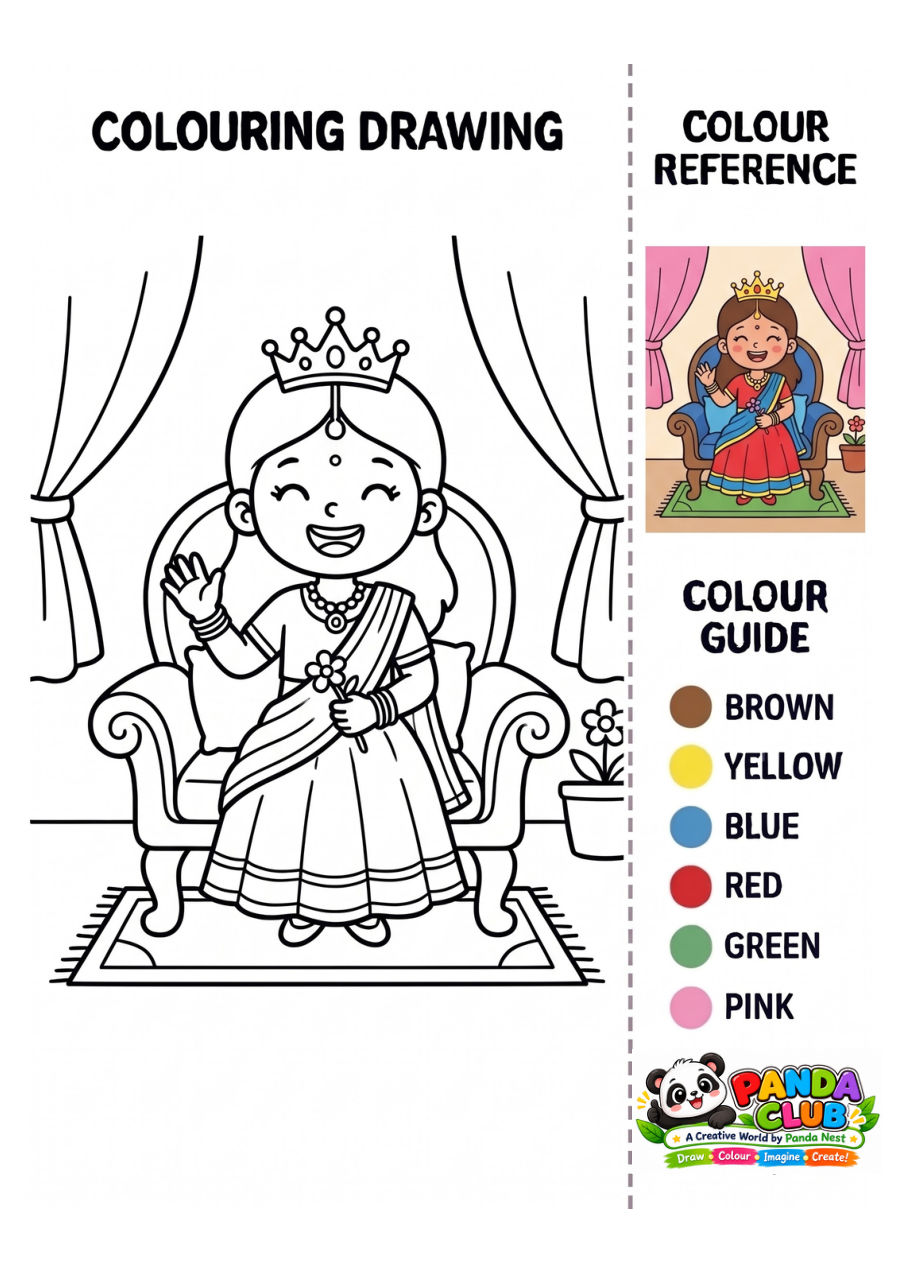 COLOURING DRAWING
COLOUR
REFERENCE
COLOUR
GUIDE
BROWN
YELLOW
BLUE
RED
GREEN
PINK
PANDA
CLUB
A Creative World by Panda Nest
Draw • Colour • Imagine • Create!